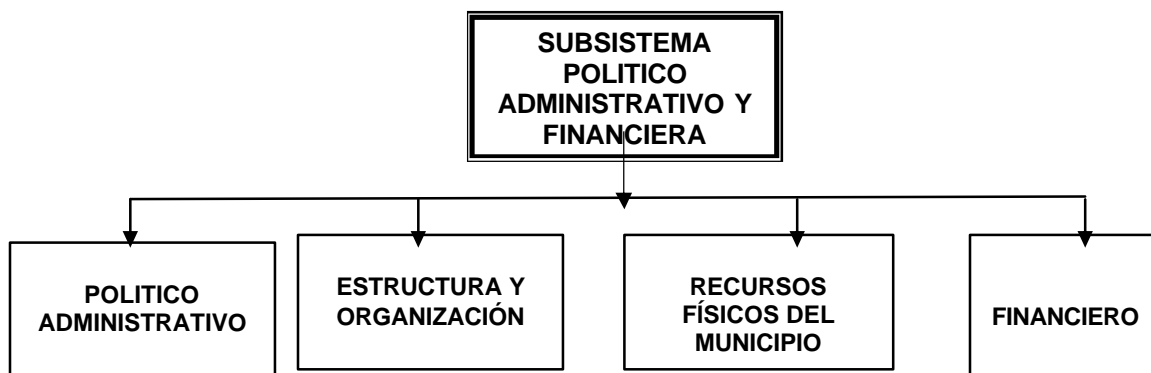 SUBSISTEMA
POLITICO
ADMINISTRATIVO Y
FINANCIERA
POLITICO
ADMINISTRATIVO
ESTRUCTURA Y
ORGANIZACIÓN
RECURSOS
FÍSICOS DEL
MUNICIPIO
FINANCIERO